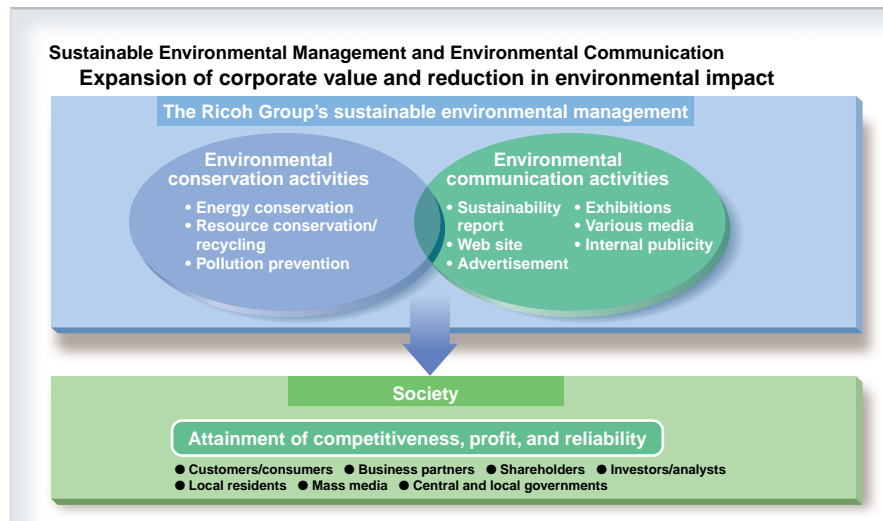 Sustainable Environmental Management and Environmental Communication
Expansion of corporate value and reduction in environmental impact
The Ricoh Group's sustainable environmental management
Environmental
conservation activities
• Energy conservation
• Resource conservation/
recycling
• Pollution prevention
Environmental
communication activities
• Sustainability
report
• Web site
• Advertisement
• Exhibitions
• Various media
• Internal publicity
Society
Attainment of competitiveness, profit, and reliability
● Customers/consumers ● Business partners ● Shareholders ● Investors/analysts
● Local residents ● Mass media ● Central and local governments